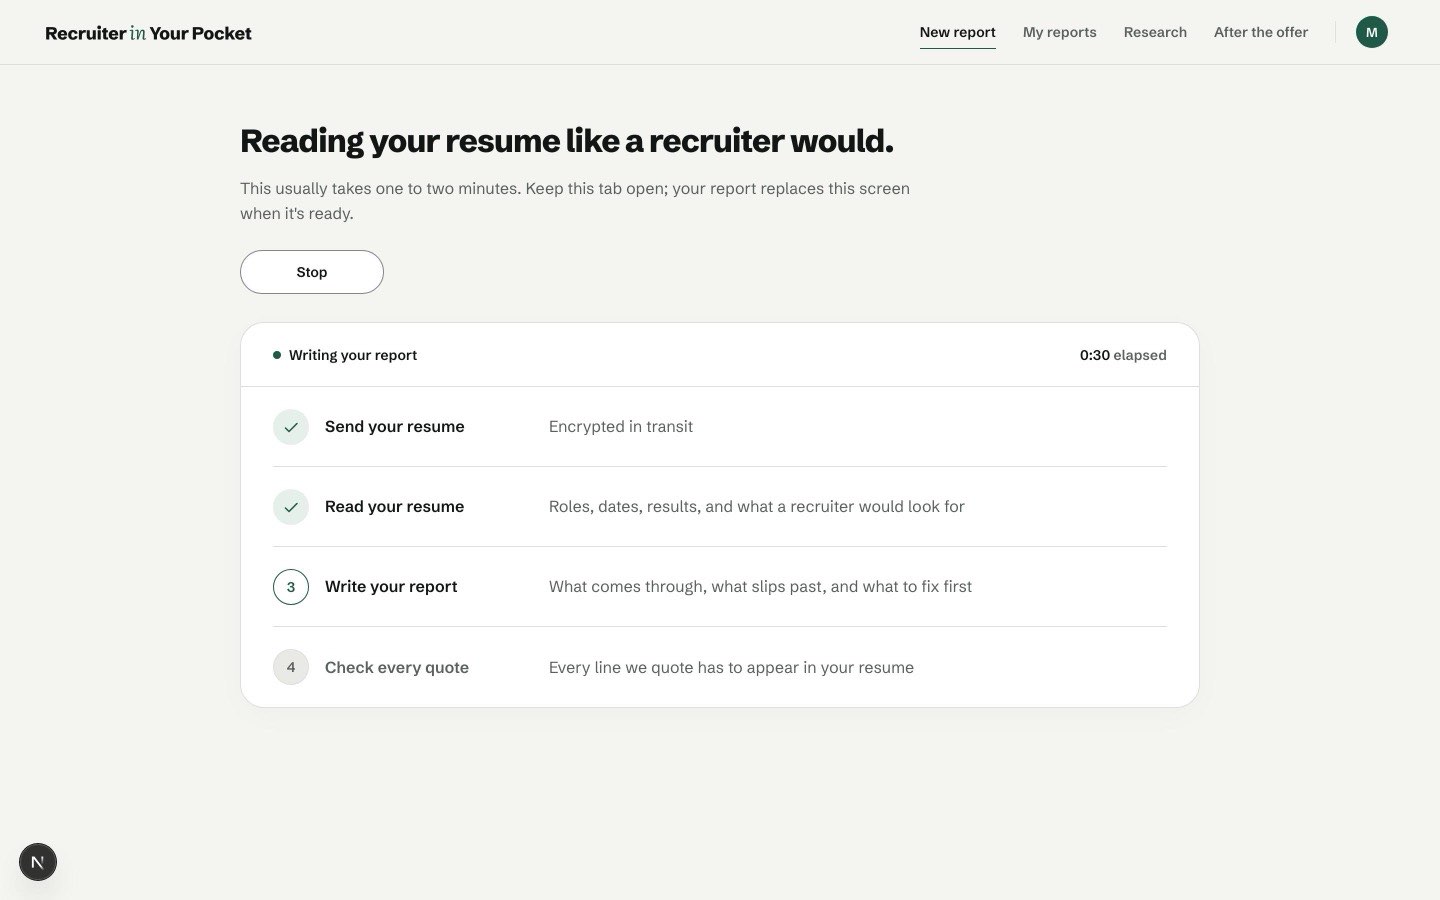 Recruiter in Your Pocket
New report
My reports
Research
After the offer
M
Reading your resume like a recruiter would.
This usually takes one to two minutes. Keep this tab open; your report replaces this screen
when it's ready.
Stop
Writing your report
0:30 elapsed
Send your resume
Encrypted in transit
Read your resume
Roles, dates, results, and what a recruiter would look for
3
Write your report
What comes through, what slips past, and what to fix first
4
Check every quote
Every line we quote has to appear in your resume
N